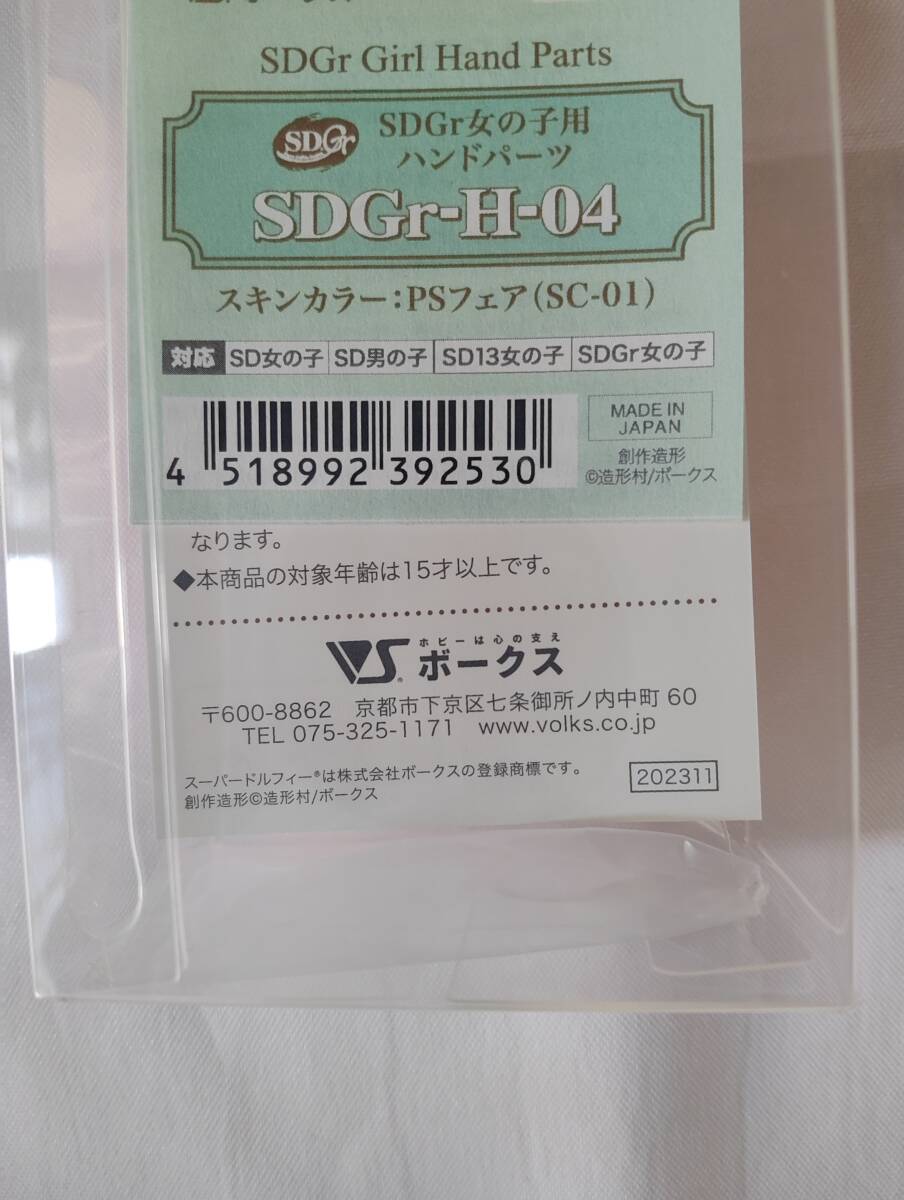 SDGr Girl Hand Parts
SDGr SDGr女の子用
ハンドパーツ
SDGr-H-04
スキンカラー：PSフェア（SC-01）
対応 SD女の子 SD男の子 SD13女の子 SDGr女の子
MADE IN
JAPAN
創作造形
©造形村/ボークス
4 518992 392530
なります。
◆本商品の対象年齢は15才以上です。
ホビーは心の支え
VS® ボークス
〒600-8862 京都市下京区七条御所ノ内中町 60
TEL 075-325-1171 www.volks.co.jp
スーパードルフィー®は株式会社ボークスの登録商標です。
創作造形©造形村/ボークス
202311